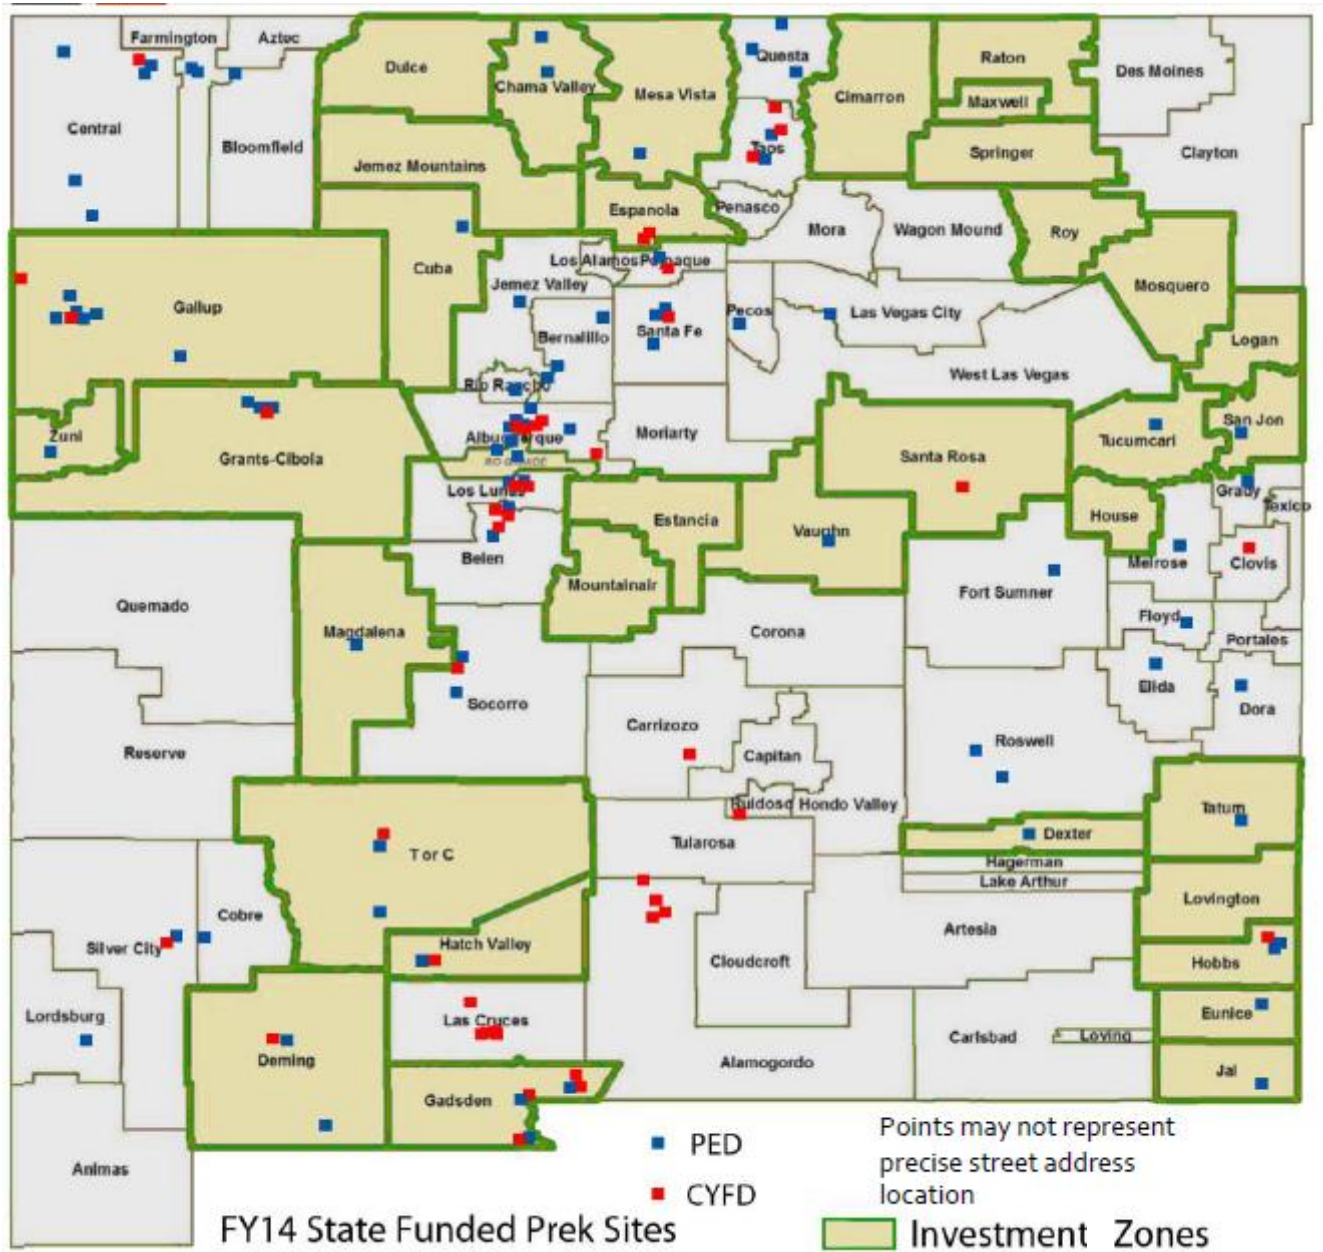 Farmington
Aztec
Questa
Dulce
Chama Valley
Mesa Vista
Cimarron
Raton
Maxwell
Des Moines
Central
Bloomfield
Jemez Mountains
Taos
Springer
Clayton
Espanola
Penasco
Mora
Wagon Mound
Roy
Cuba
Los Alamos
Pojoaque
Jemez Valley
Mosquero
Gallup
Bernalillo
Santa Fe
Pecos
Las Vegas City
Logan
Rio Rancho
West Las Vegas
Zuni
Grants-Cibola
Albuquerque
RIO GRANDE
Moriarty
Santa Rosa
Tucumcari
San Jon
Los Lunas
Estancia
Vaughn
House
Grady
Texico
Belen
Mountainair
Melrose
Clovis
Quemado
Fort Sumner
Magdalena
Corona
Floyd
Portales
Socorro
Elida
Dora
Reserve
Carrizozo
Capitan
Roswell
Ruidoso
Hondo Valley
Tatum
T or C
Tularosa
Dexter
Hagerman
Lake Arthur
Lovington
Cobre
Silver City
Hatch Valley
Cloudcroft
Artesia
Hobbs
Lordsburg
Las Cruces
Eunice
Deming
Alamogordo
Carlsbad
Loving
Jal
Gadsden
Animas
PED
CYFD
Points may not represent
precise street address
location
FY14 State Funded Prek Sites
Investment Zones